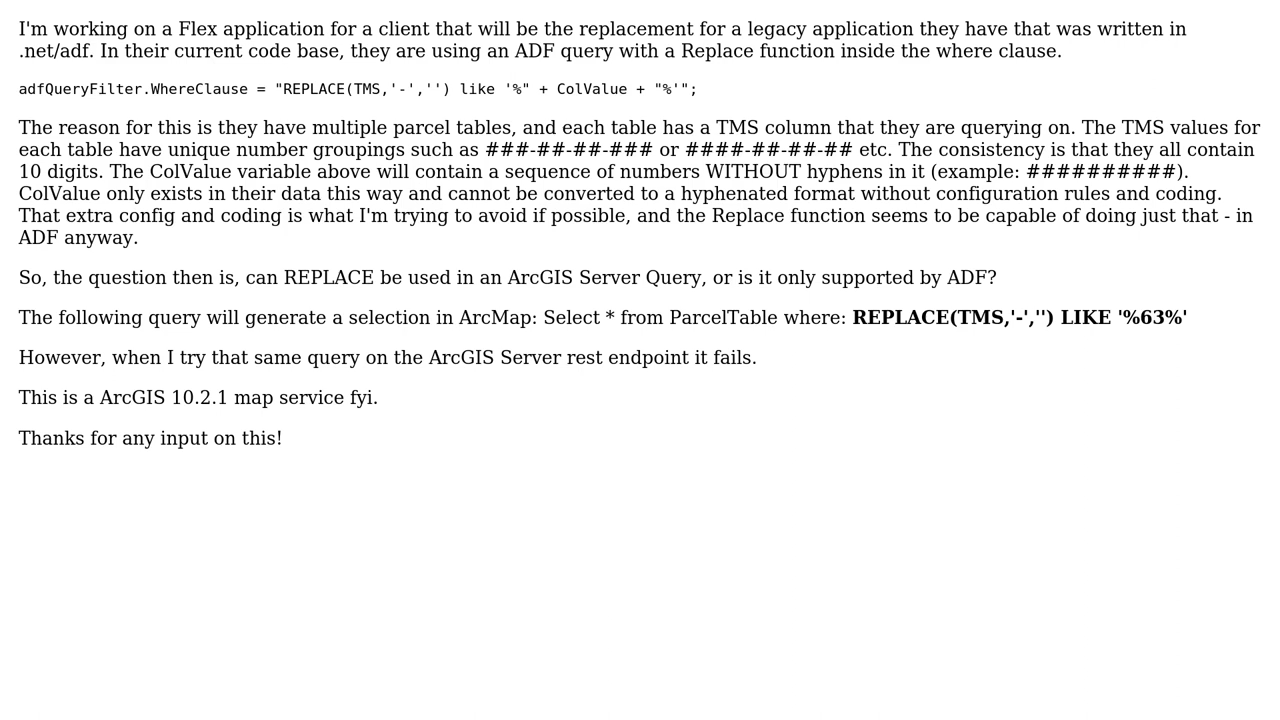 I'm working on a Flex application for a client that will be the replacement for a legacy application they have that was written in
.net/adf. In their current code base, they are using an ADF query with a Replace function inside the where clause.
adfQueryFilter.WhereClause = "REPLACE(TMS,'-','') like '%" + ColValue + "%'";
The reason for this is they have multiple parcel tables, and each table has a TMS column that they are querying on. The TMS values for
each table have unique number groupings such as ###-##-##-### or ####-##-##-## etc. The consistency is that they all contain
10 digits. The ColValue variable above will contain a sequence of numbers WITHOUT hyphens in it (example: ##########).
ColValue only exists in their data this way and cannot be converted to a hyphenated format without configuration rules and coding.
That extra config and coding is what I'm trying to avoid if possible, and the Replace function seems to be capable of doing just that - in
ADF anyway.
So, the question then is, can REPLACE be used in an ArcGIS Server Query, or is it only supported by ADF?
The following query will generate a selection in ArcMap: Select * from ParcelTable where: REPLACE(TMS,'-','') LIKE '%63%'
However, when I try that same query on the ArcGIS Server rest endpoint it fails.
This is a ArcGIS 10.2.1 map service fyi.
Thanks for any input on this!